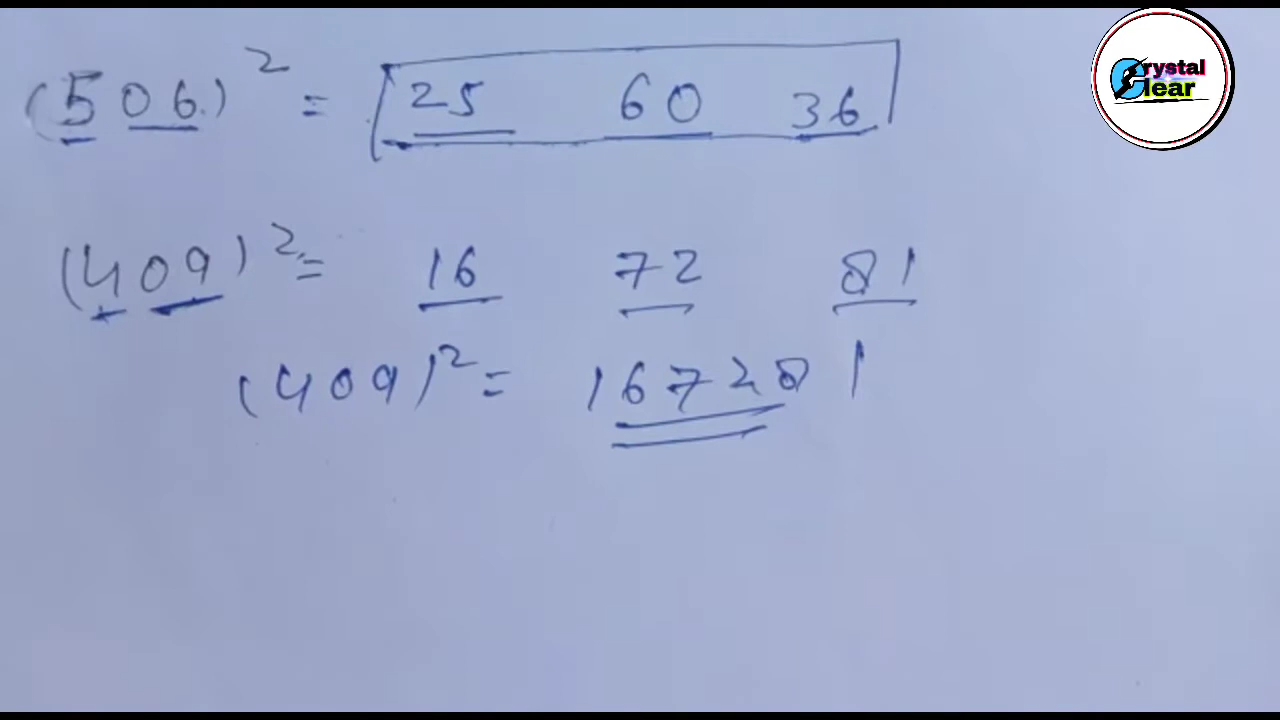 (506.)² = 25 60 36
(409)² = 16 72 81
(409)² = 167281
Crystal
Clear